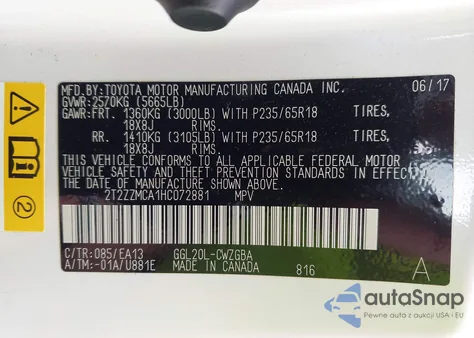 MFD.BY:TOYOTA MOTOR MANUFACTURING CANADA INC. 06/17
GVWR:2570KG (5665LB)
GAWR:FRT. 1360KG (3000LB) WITH P235/65R18 TIRES,
18X8J RIMS.
RR. 1410KG (3105LB) WITH P235/65R18 TIRES,
18X8J RIMS.
THIS VEHICLE CONFORMS TO ALL APPLICABLE FEDERAL MOTOR
VEHICLE SAFETY AND THEFT PREVENTION STANDARDS IN EFFECT ON
THE DATE OF MANUFACTURE SHOWN ABOVE.
2T2ZZMCA1HC072881 MPV
C/TR:085/EA13 GGL20L-CWZGBA
A/TM:-01A/U881E MADE IN CANADA 816 A
2
autoSnap
Pewne auta z aukcji USA i EU